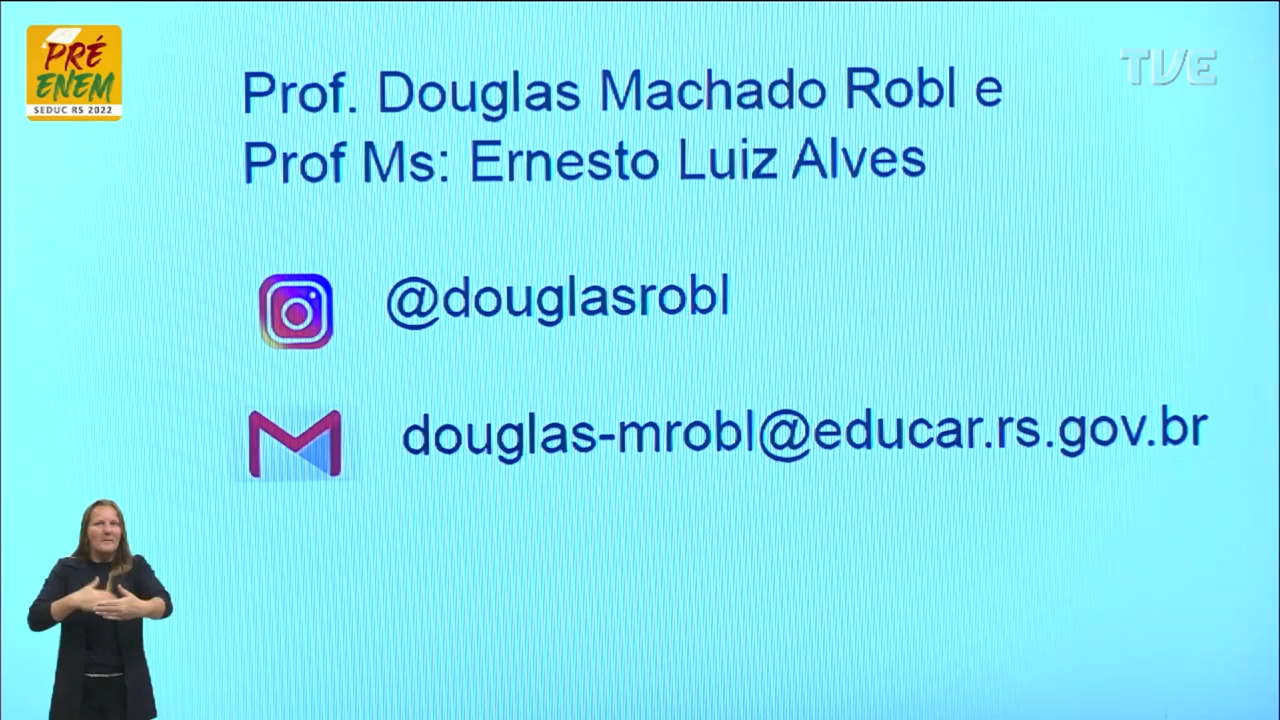 PRÉ
ENEM
SEDUC RS 2022
TVE
Prof. Douglas Machado Robl e
Prof Ms: Ernesto Luiz Alves
@douglasrobl
douglas-mrobl@educar.rs.gov.br